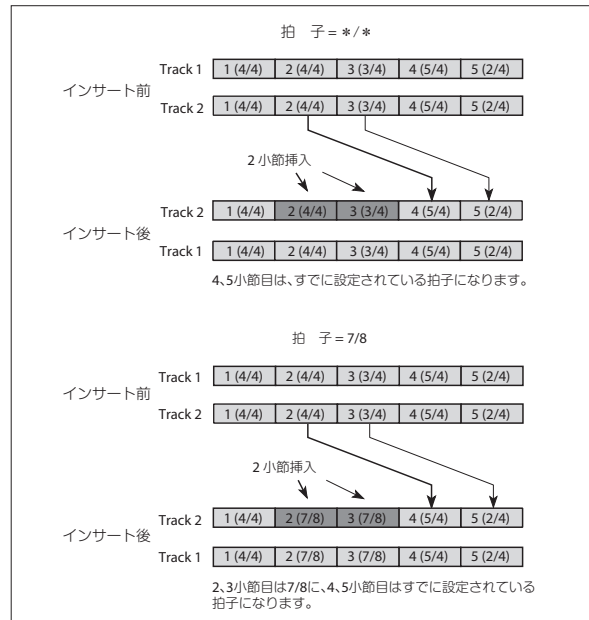 拍 子 = */*
Track 1 1 (4/4) 2 (4/4) 3 (3/4) 4 (5/4) 5 (2/4)
インサート前
Track 2 1 (4/4) 2 (4/4) 3 (3/4) 4 (5/4) 5 (2/4)
2 小節挿入
Track 2 1 (4/4) 2 (4/4) 3 (3/4) 4 (5/4) 5 (2/4)
インサート後
Track 1 1 (4/4) 2 (4/4) 3 (3/4) 4 (5/4) 5 (2/4)
4、5小節目は、すでに設定されている拍子になります。
拍 子 = 7/8
Track 1 1 (4/4) 2 (4/4) 3 (3/4) 4 (5/4) 5 (2/4)
インサート前
Track 2 1 (4/4) 2 (4/4) 3 (3/4) 4 (5/4) 5 (2/4)
2 小節挿入
Track 2 1 (4/4) 2 (7/8) 3 (7/8) 4 (5/4) 5 (2/4)
インサート後
Track 1 1 (4/4) 2 (7/8) 3 (7/8) 4 (5/4) 5 (2/4)
2、3小節目は7/8に、4、5小節目はすでに設定されている
拍子になります。